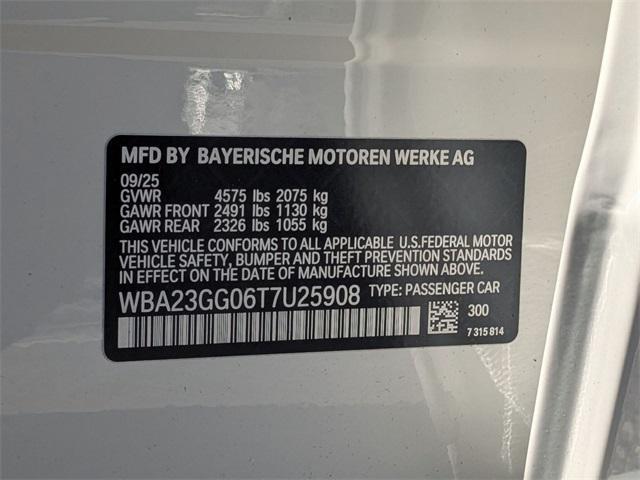 MFD BY BAYERISCHE MOTOREN WERKE AG
09/25
GVWR 4575 lbs 2075 kg
GAWR FRONT 2491 lbs 1130 kg
GAWR REAR 2326 lbs 1055 kg
THIS VEHICLE CONFORMS TO ALL APPLICABLE U.S.FEDERAL MOTOR
VEHICLE SAFETY, BUMPER AND THEFT PREVENTION STANDARDS
IN EFFECT ON THE DATE OF MANUFACTURE SHOWN ABOVE.
WBA23GG06T7U25908 TYPE: PASSENGER CAR
300
7 315 814